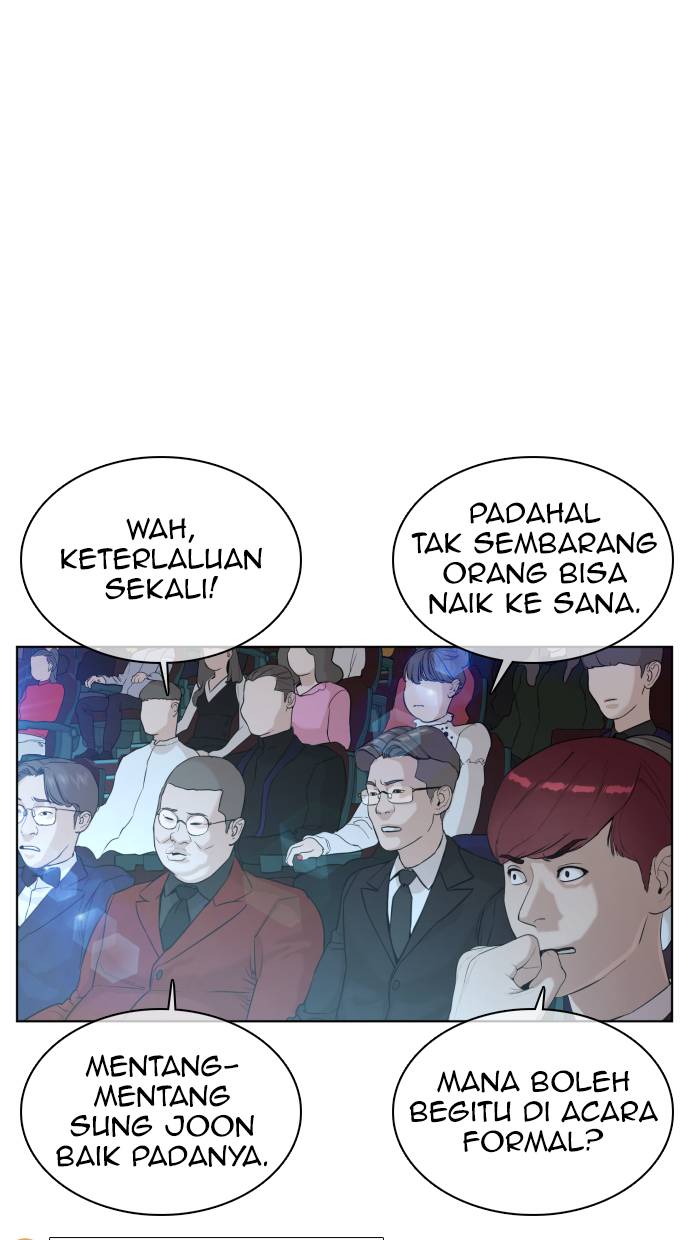 WAH,
KETERLALUAN
SEKALI!
PADAHAL
TAK SEMBARANG
ORANG BISA
NAIK KE SANA.
MENTANG-
MENTANG
SUNG JOON
BAIK PADANYA.
MANA BOLEH
BEGITU DI ACARA
FORMAL?